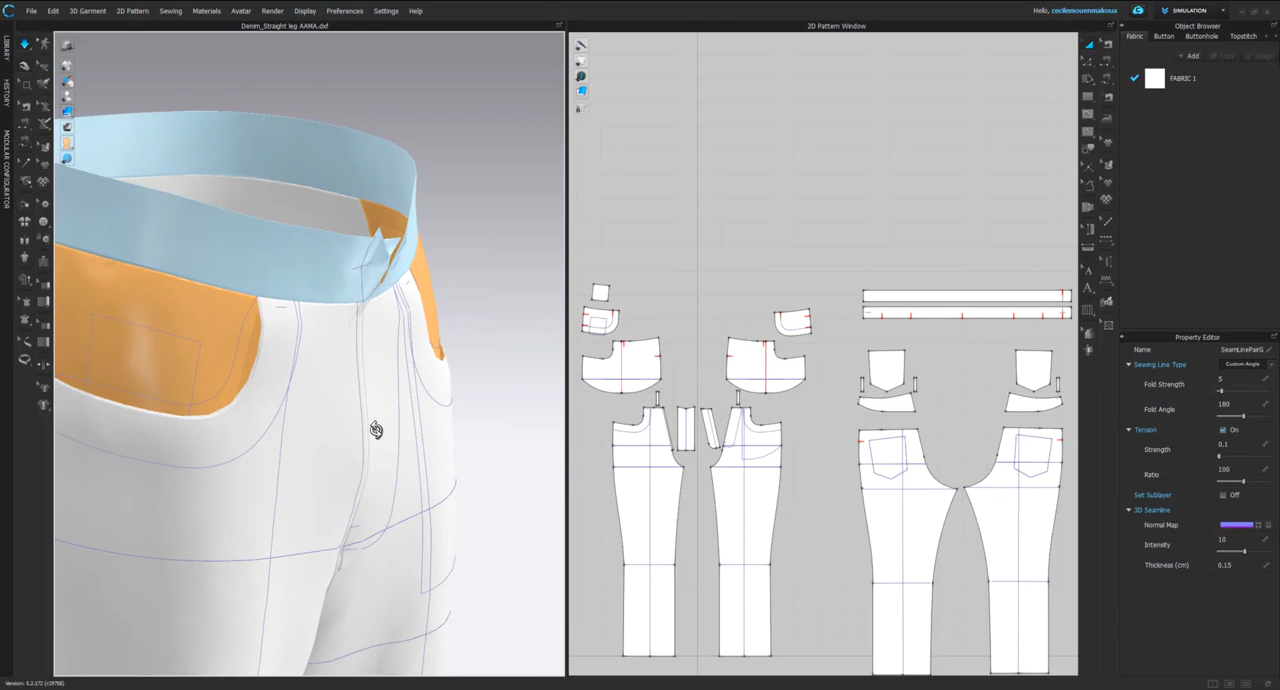 File Edit 3D Garment 2D Pattern Sewing Materials Avatar Render Display Preferences Settings Help
Hello, cecilemouenmakoua
SIMULATION
Denim_Straight leg AAMA.dxf
2D Pattern Window
Object Browser
Fabric Button Buttonhole Topstitch
LIBRARY
HISTORY
MODULAR CONFIGURATOR
+ Add Copy Assign
FABRIC 1
Property Editor
Name SeamLinePairG
Sewing Line Type Custom Angle
Fold Strength 5
Fold Angle 180
Tension On
Strength 0.1
Ratio 100
Set Sublayer Off
3D Seamline
Normal Map
Intensity 10
Thickness (cm) 0.15